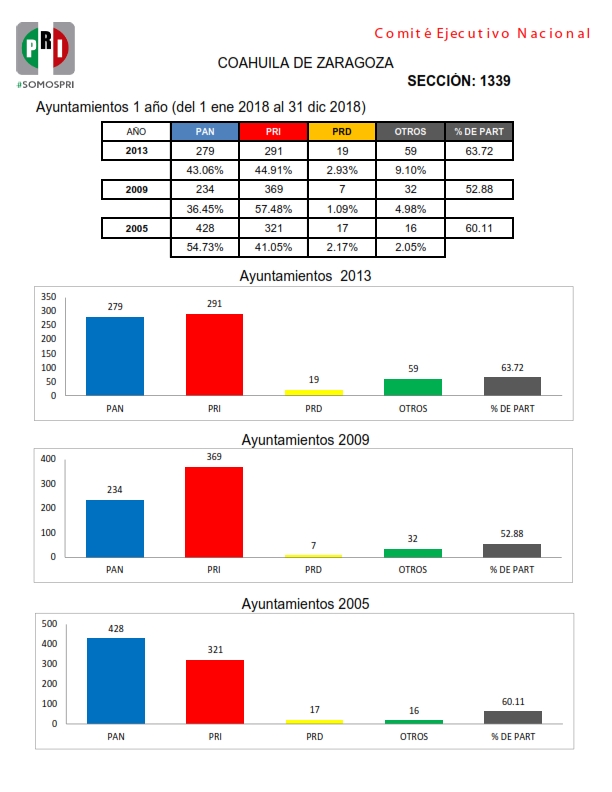 Comité Ejecutivo Nacional
PRI
#SOMOSPRI
COAHUILA DE ZARAGOZA
SECCIÓN: 1339
Ayuntamientos 1 año (del 1 ene 2018 al 31 dic 2018)
AÑO PAN PRI PRD OTROS % DE PART
2013 279 291 19 59 63.72
43.06% 44.91% 2.93% 9.10%
2009 234 369 7 32 52.88
36.45% 57.48% 1.09% 4.98%
2005 428 321 17 16 60.11
54.73% 41.05% 2.17% 2.05%
Ayuntamientos 2013
350
300
250
200
150
100
50
0
279 291 19 59 63.72
PAN PRI PRD OTROS % DE PART
Ayuntamientos 2009
400
300
200
100
0
234 369 7 32 52.88
PAN PRI PRD OTROS % DE PART
Ayuntamientos 2005
500
400
300
200
100
0
428 321 17 16 60.11
PAN PRI PRD OTROS % DE PART